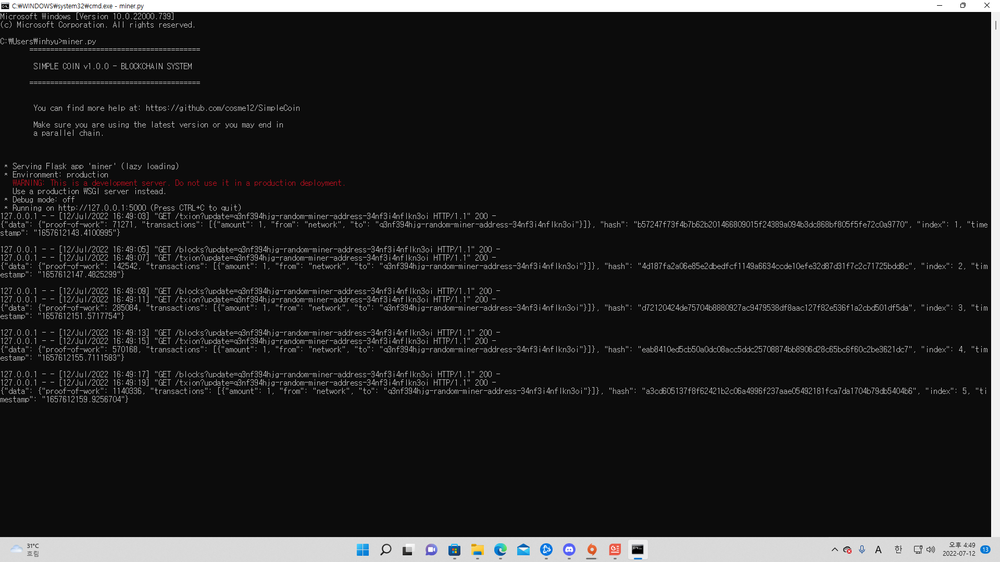 C:₩WINDOWS₩system32₩cmd.exe - miner.py
Microsoft Windows [Version 10.0.22000.739]
(c) Microsoft Corporation. All rights reserved.
C:₩Users₩inhyu>miner.py
=========================================
SIMPLE COIN v1.0.0 - BLOCKCHAIN SYSTEM
=========================================
You can find more help at: https://github.com/cosme12/SimpleCoin
Make sure you are using the latest version or you may end in
a parallel chain.
* Serving Flask app 'miner' (lazy loading)
* Environment: production
WARNING: This is a development server. Do not use it in a production deployment.
Use a production WSGI server instead.
* Debug mode: off
* Running on http://127.0.0.1:5000 (Press CTRL+C to quit)
127.0.0.1 - - [12/Jul/2022 16:49:03] "GET /txion?update=q3nf394hjg-random-miner-address-34nf3i4nflkn3oi HTTP/1.1" 200 -
{"data": {"proof-of-work": 71271, "transactions": [{"amount": 1, "from": "network", "to": "q3nf394hjg-random-miner-address-34nf3i4nflkn3oi"}]}, "hash": "b57247f73f4b7b62b201466809015f24389a094b3dc868bf805f5fe72c0a9770", "index": 1, "time
stamp": "1657612143.4100995"}
127.0.0.1 - - [12/Jul/2022 16:49:05] "GET /blocks?update=q3nf394hjg-random-miner-address-34nf3i4nflkn3oi HTTP/1.1" 200 -
127.0.0.1 - - [12/Jul/2022 16:49:07] "GET /txion?update=q3nf394hjg-random-miner-address-34nf3i4nflkn3oi HTTP/1.1" 200 -
{"data": {"proof-of-work": 142542, "transactions": [{"amount": 1, "from": "network", "to": "q3nf394hjg-random-miner-address-34nf3i4nflkn3oi"}]}, "hash": "4d187fa2a06e85e2dbedfcf1149a6634ccde10efe32d87d31f7c2c71725bdd8c", "index": 2, "tim
estamp": "1657612147.4825299"}
127.0.0.1 - - [12/Jul/2022 16:49:09] "GET /blocks?update=q3nf394hjg-random-miner-address-34nf3i4nflkn3oi HTTP/1.1" 200 -
127.0.0.1 - - [12/Jul/2022 16:49:11] "GET /txion?update=q3nf394hjg-random-miner-address-34nf3i4nflkn3oi HTTP/1.1" 200 -
{"data": {"proof-of-work": 285084, "transactions": [{"amount": 1, "from": "network", "to": "q3nf394hjg-random-miner-address-34nf3i4nflkn3oi"}]}, "hash": "d72120424de75704b8880927ac9479538df8aac127f82e536f1a2cbd501df5da", "index": 3, "tim
estamp": "1657612151.5717754"}
127.0.0.1 - - [12/Jul/2022 16:49:13] "GET /blocks?update=q3nf394hjg-random-miner-address-34nf3i4nflkn3oi HTTP/1.1" 200 -
127.0.0.1 - - [12/Jul/2022 16:49:15] "GET /txion?update=q3nf394hjg-random-miner-address-34nf3i4nflkn3oi HTTP/1.1" 200 -
{"data": {"proof-of-work": 570168, "transactions": [{"amount": 1, "from": "network", "to": "q3nf394hjg-random-miner-address-34nf3i4nflkn3oi"}]}, "hash": "eab8410ed5cb50a0dc08acc5ddc25708874bb8906d28c65bc6f60c2be3621dc7", "index": 4, "tim
estamp": "1657612155.7111583"}
127.0.0.1 - - [12/Jul/2022 16:49:17] "GET /blocks?update=q3nf394hjg-random-miner-address-34nf3i4nflkn3oi HTTP/1.1" 200 -
127.0.0.1 - - [12/Jul/2022 16:49:19] "GET /txion?update=q3nf394hjg-random-miner-address-34nf3i4nflkn3oi HTTP/1.1" 200 -
{"data": {"proof-of-work": 1140336, "transactions": [{"amount": 1, "from": "network", "to": "q3nf394hjg-random-miner-address-34nf3i4nflkn3oi"}]}, "hash": "a3cd605137f8f62421b2c06a4996f237aae05492181fca7da1704b79db5404b6", "index": 5, "ti
mestamp": "1657612159.9256704"}
31°C
흐림
A 한
오후 4:49
2022-07-12
13